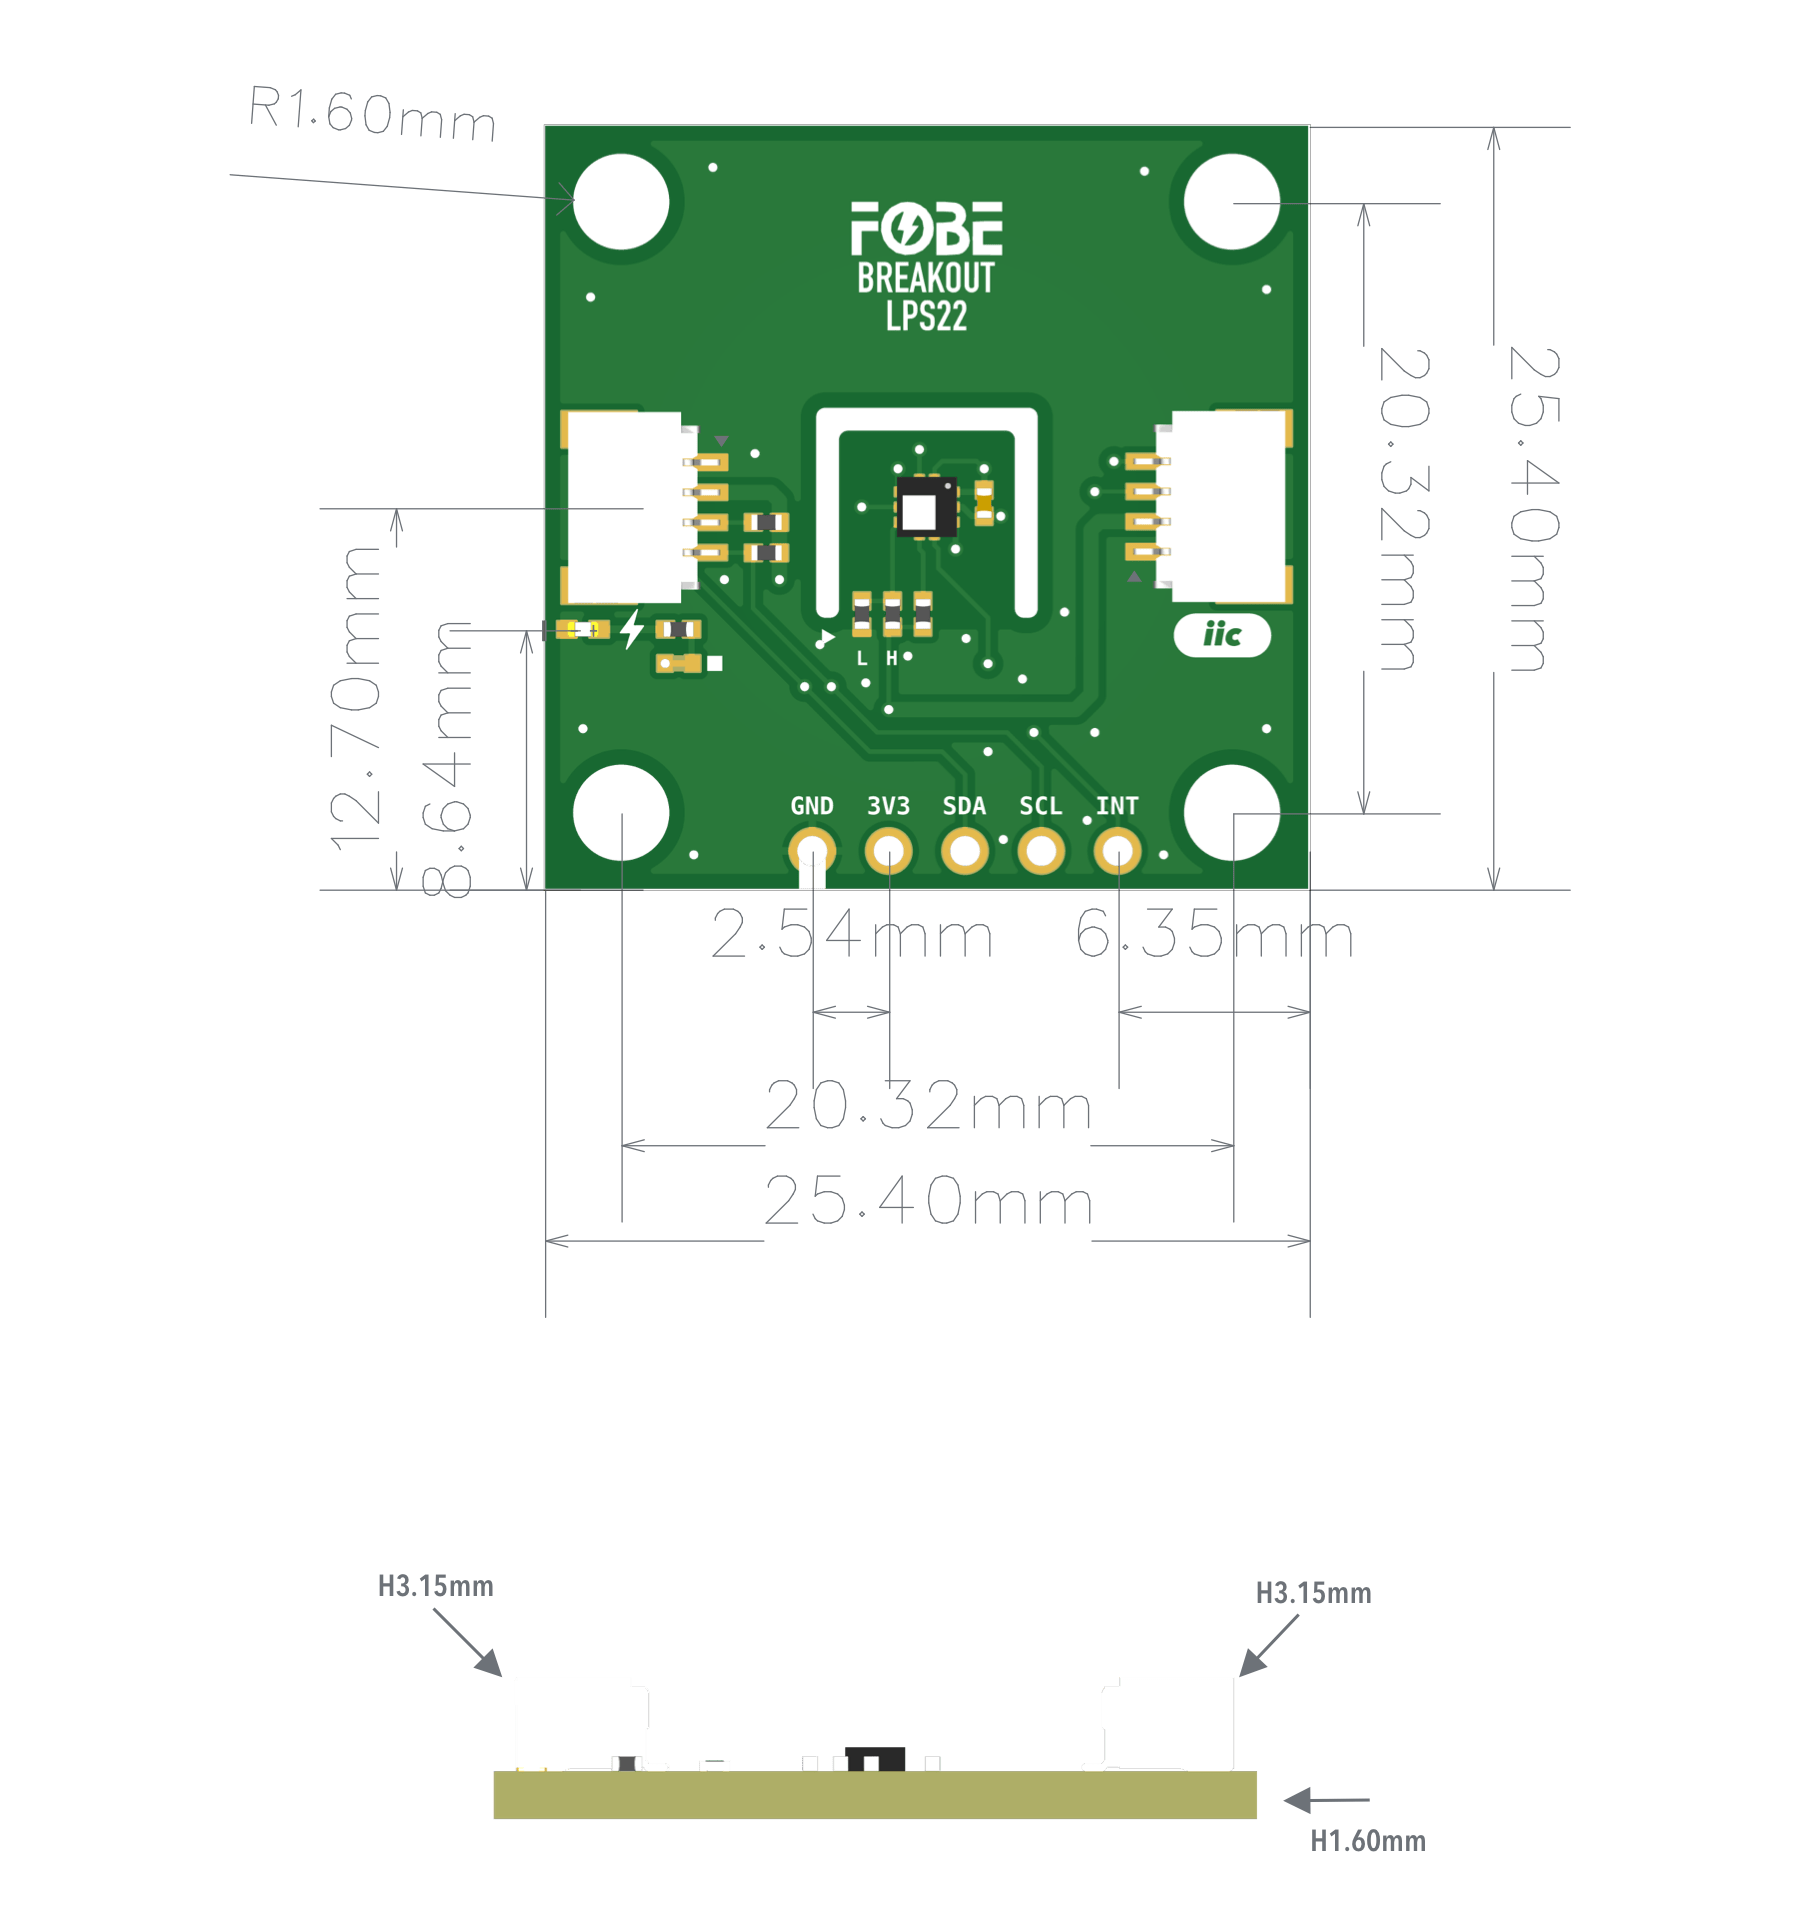 R1.60mm
FOBE
BREAKOUT
LPS22
20.32mm
25.40mm
12.70mm
8.64mm
iic
L H
GND 3V3 SDA SCL INT
2.54mm 6.35mm
20.32mm
25.40mm
H3.15mm H3.15mm
H1.60mm